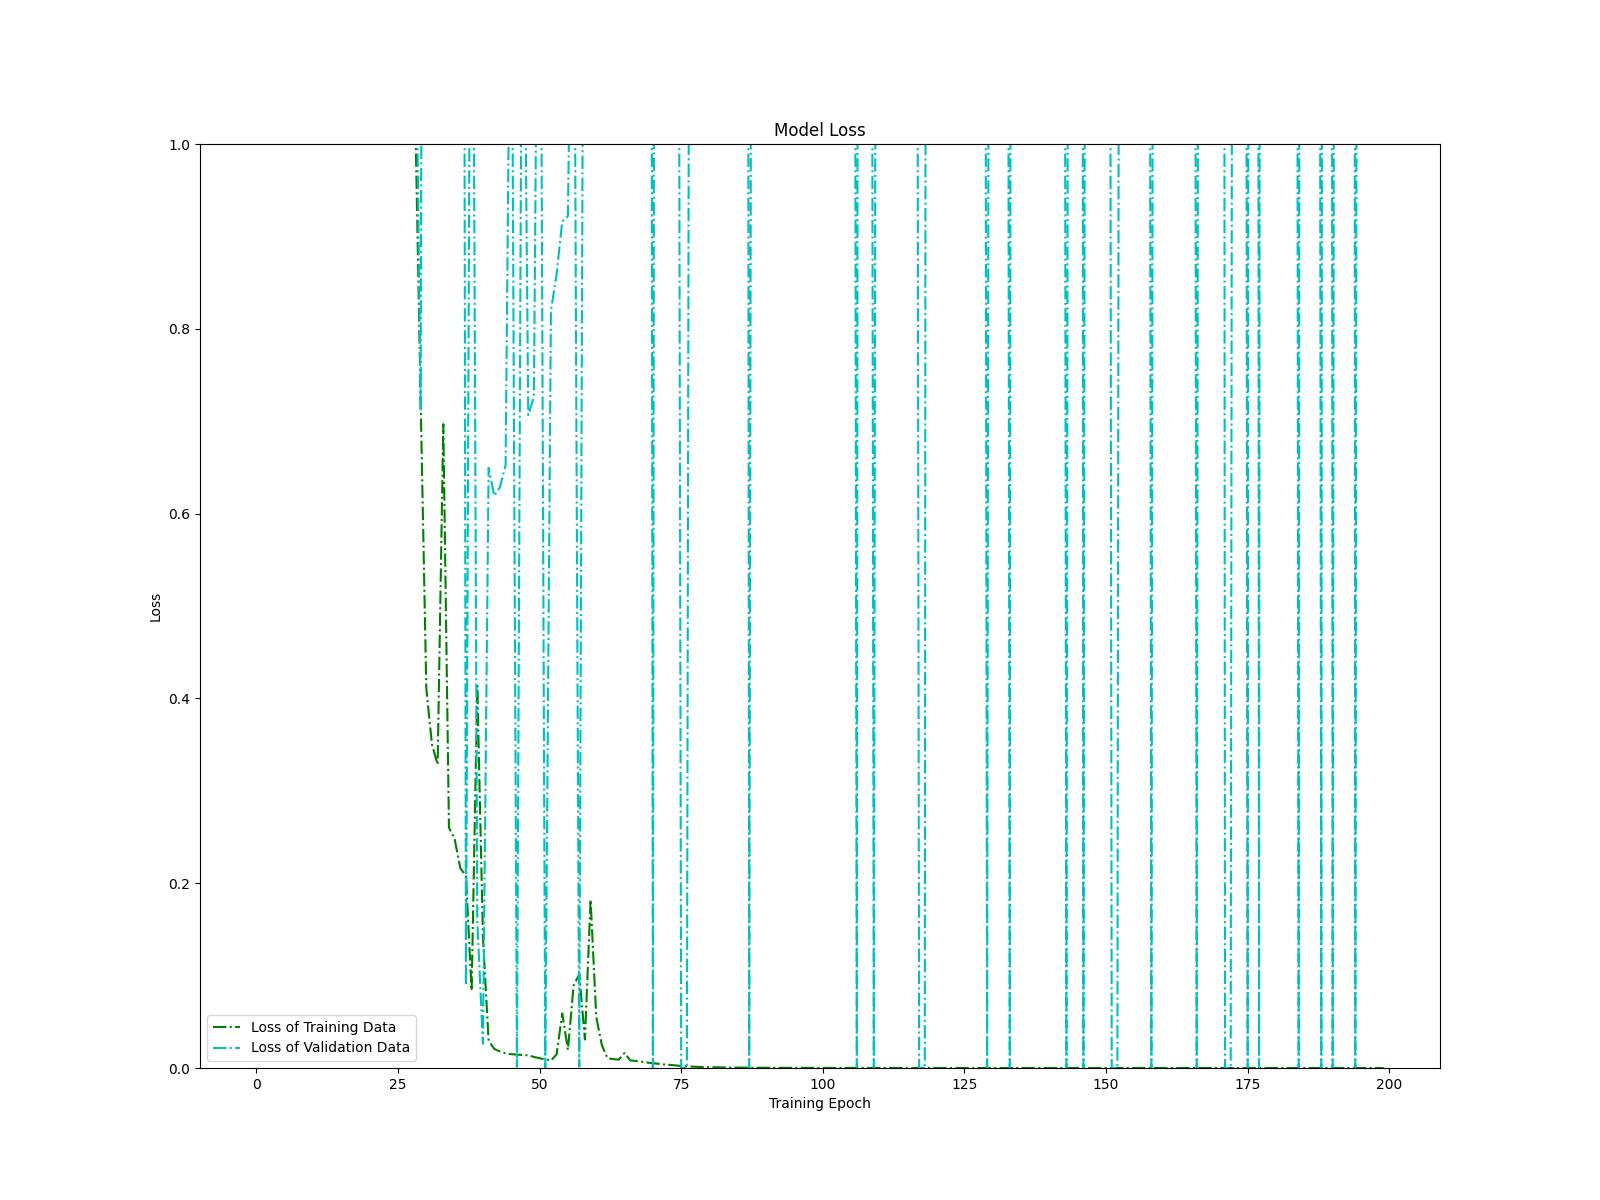 Model Loss
1.0
0.8
0.6
0.4
0.2
0.0
Loss
Loss of Training Data
Loss of Validation Data
0 25 50 75 100 125 150 175 200
Training Epoch